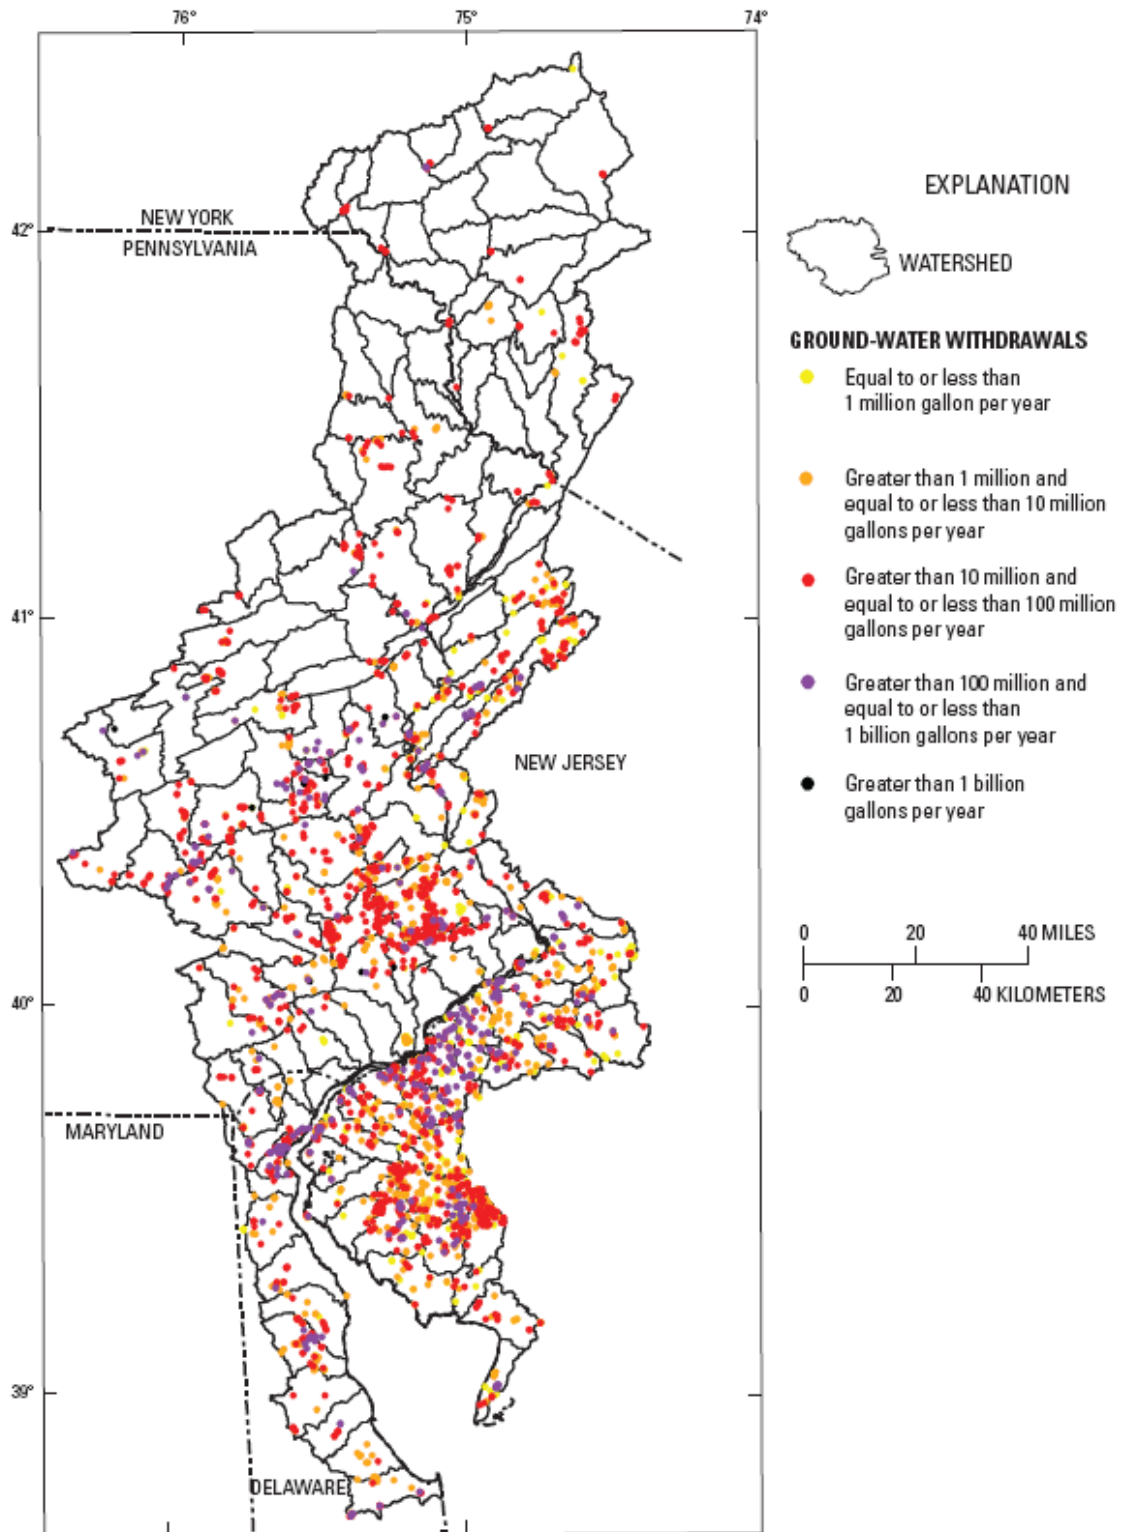 76°
75°
74°
42°
NEW YORK
PENNSYLVANIA
41°
NEW JERSEY
40°
MARYLAND
39°
DELAWARE
EXPLANATION
WATERSHED
GROUND-WATER WITHDRAWALS
Equal to or less than
1 million gallon per year
Greater than 1 million and
equal to or less than 10 million
gallons per year
Greater than 10 million and
equal to or less than 100 million
gallons per year
Greater than 100 million and
equal to or less than
1 billion gallons per year
Greater than 1 billion
gallons per year
0 20 40 MILES
0 20 40 KILOMETERS